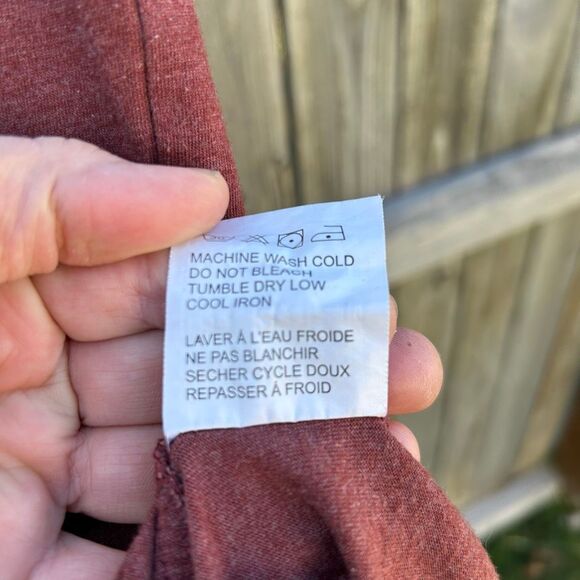 MACHINE WASH COLD
DO NOT BLEACH
TUMBLE DRY LOW
COOL IRON
LAVER À L'EAU FROIDE
NE PAS BLANCHIR
SECHER CYCLE DOUX
REPASSER À FROID